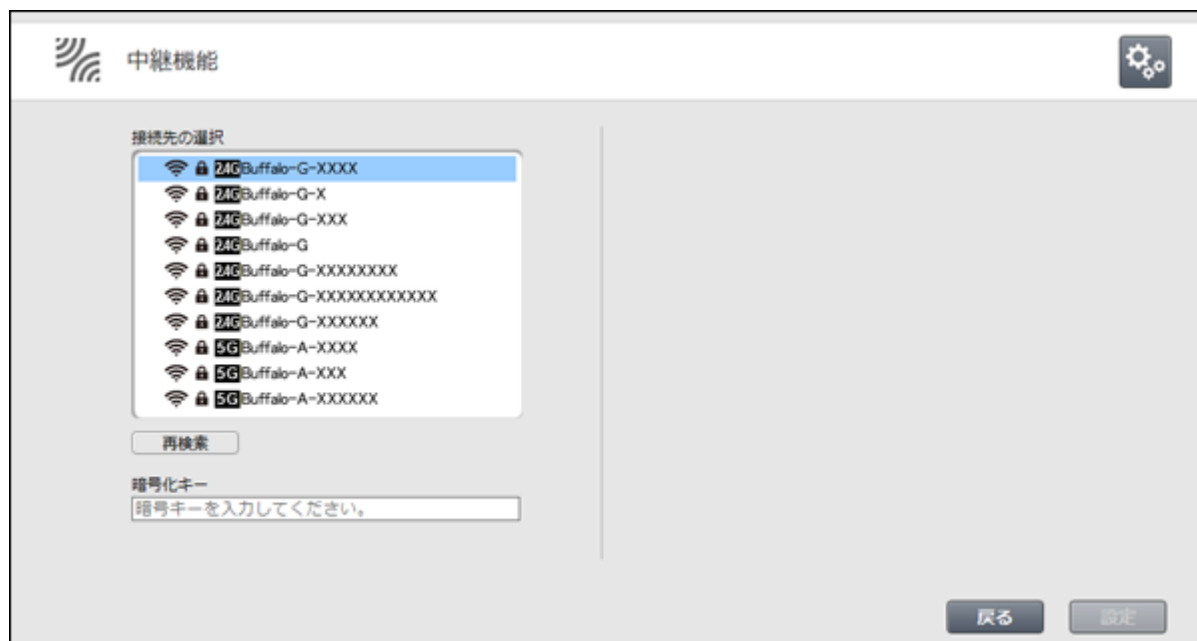 中継機能
接続先の選択
2.4G Buffalo-G-XXXX
2.4G Buffalo-G-X
2.4G Buffalo-G-XXX
2.4G Buffalo-G
2.4G Buffalo-G-XXXXXXXX
2.4G Buffalo-G-XXXXXXXXXXXX
2.4G Buffalo-G-XXXXXX
5G Buffalo-A-XXXX
5G Buffalo-A-XXX
5G Buffalo-A-XXXXXX
再検索
暗号化キー
暗号キーを入力してください。
戻る
設定